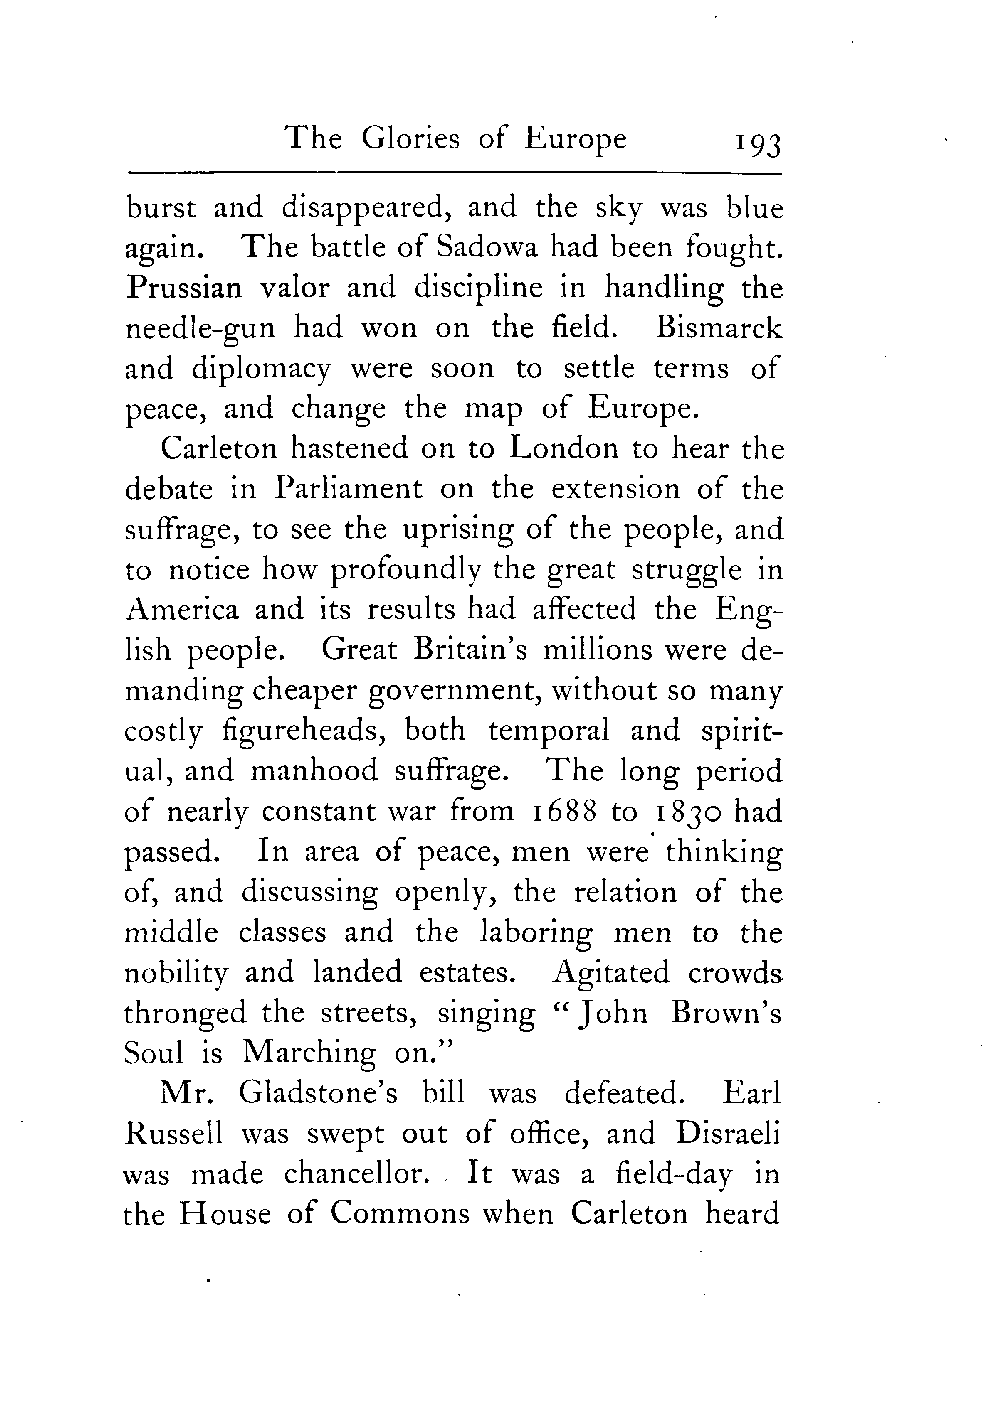 The Glories of Europe 193
burst and disappeared, and the sky was blue
again. The battle of Sadowa had been fought.
Prussian valor and discipline in handling the
needle-gun had won on the field. Bismarck
and diplomacy were soon to settle terms of
peace, and change the map of Europe.
Carleton hastened on to London to hear the
debate in Parliament on the extension of the
suffrage, to see the uprising of the people, and
to notice how profoundly the great struggle in
America and its results had affected the Eng-
lish people. Great Britain's millions were de-
manding cheaper government, without so many
costly figureheads, both temporal and spirit-
ual, and manhood suffrage. The long period
of nearly constant war from 1688 to 1830 had
passed. In area of peace, men were thinking
of, and discussing openly, the relation of the
middle classes and the laboring men to the
nobility and landed estates. Agitated crowds
thronged the streets, singing “John Brown's
Soul is Marching on.”
Mr. Gladstone's bill was defeated. Earl
Russell was swept out of office, and Disraeli
was made chancellor. It was a field-day in
the House of Commons when Carleton heard